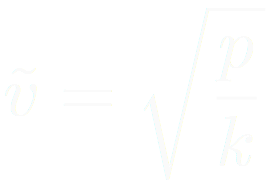 ṽ = √(p/k)